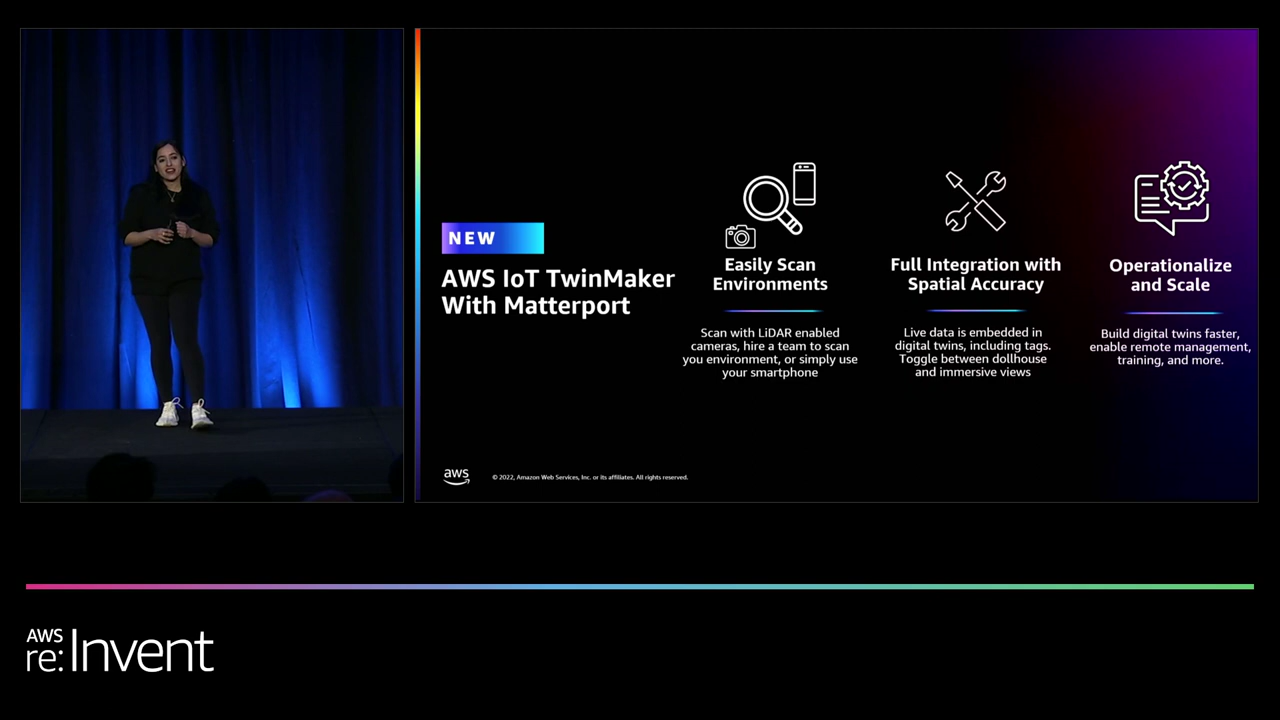 NEW
AWS IoT TwinMaker
With Matterport
Easily Scan
Environments
Scan with LiDAR enabled
cameras, hire a team to scan
you environment, or simply use
your smartphone
Full Integration with
Spatial Accuracy
Live data is embedded in
digital twins, including tags.
Toggle between dollhouse
and immersive views
Operationalize
and Scale
Build digital twins faster,
enable remote management,
training, and more.
aws
© 2022, Amazon Web Services, Inc. or its affiliates. All rights reserved.
AWS
re:Invent